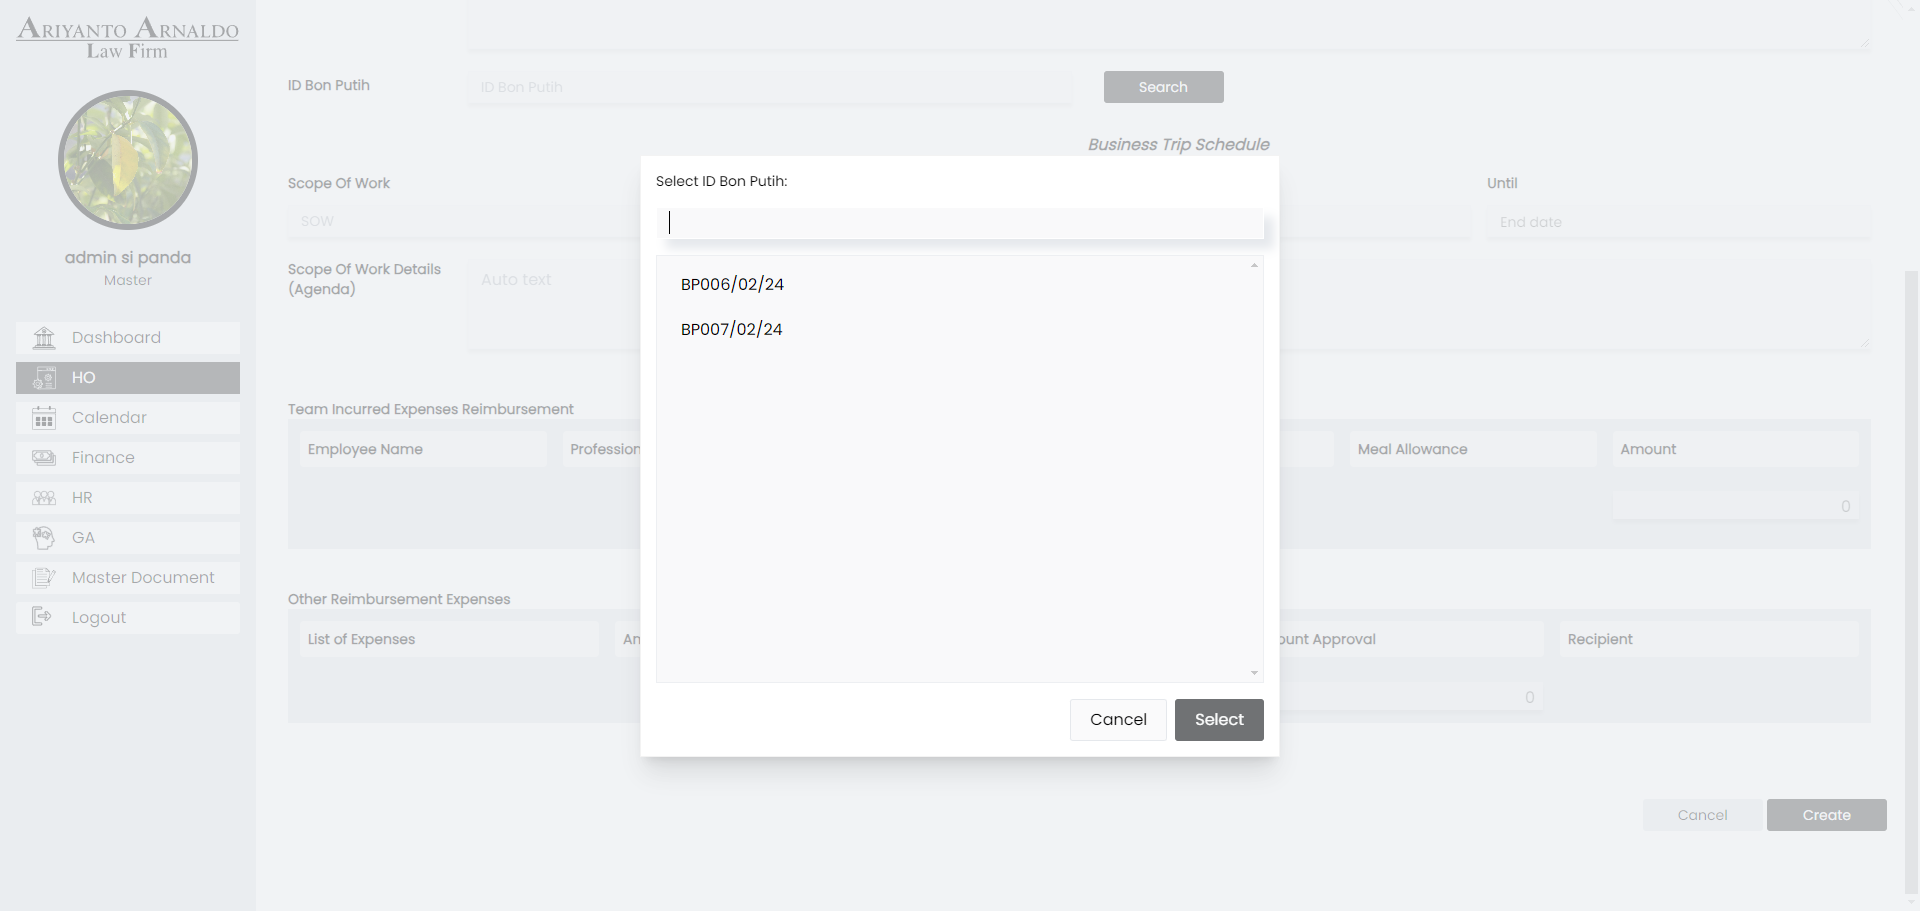 ARIYANTO ARNALDO
Law Firm
admin si panda
Master
Dashboard
HO
Calendar
Finance
HR
GA
Master Document
Logout
ID Bon Putih
ID Bon Putih
Search
Business Trip Schedule
Scope Of Work
SOW
Until
End date
Scope Of Work Details
(Agenda)
Auto text
Select ID Bon Putih:
BP006/02/24
BP007/02/24
Cancel
Select
Team Incurred Expenses Reimbursement
Employee Name
Profession
Meal Allowance
Amount
0
Other Reimbursement Expenses
List of Expenses
Approval
Recipient
0
Cancel
Create